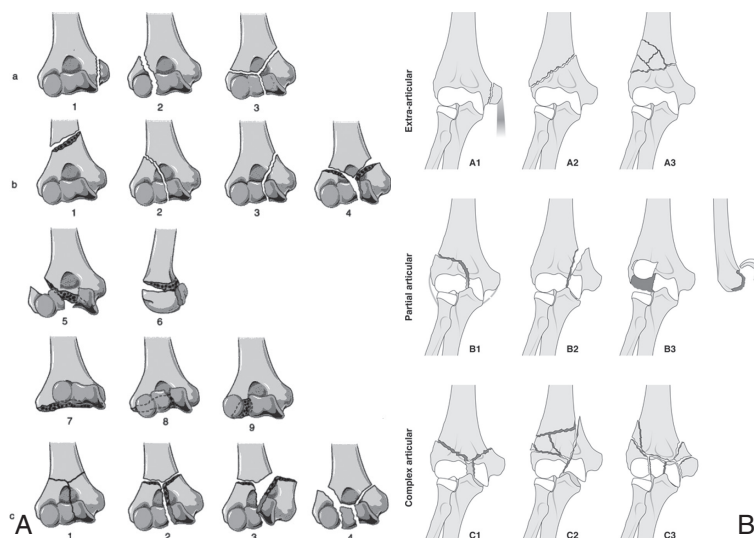 a
1 2 3
b
1 2 3 4
5 6
7 8 9
c
1 2 3 4
A
Extra-articular
A1 A2 A3
Partial articular
B1 B2 B3
Complex articular
C1 C2 C3
B